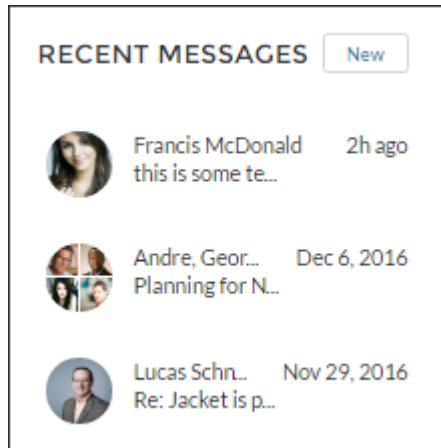 RECENT MESSAGES New
Francis McDonald 2h ago
this is some te...
Andre, Geor... Dec 6, 2016
Planning for N...
Lucas Schn... Nov 29, 2016
Re: Jacket is p...